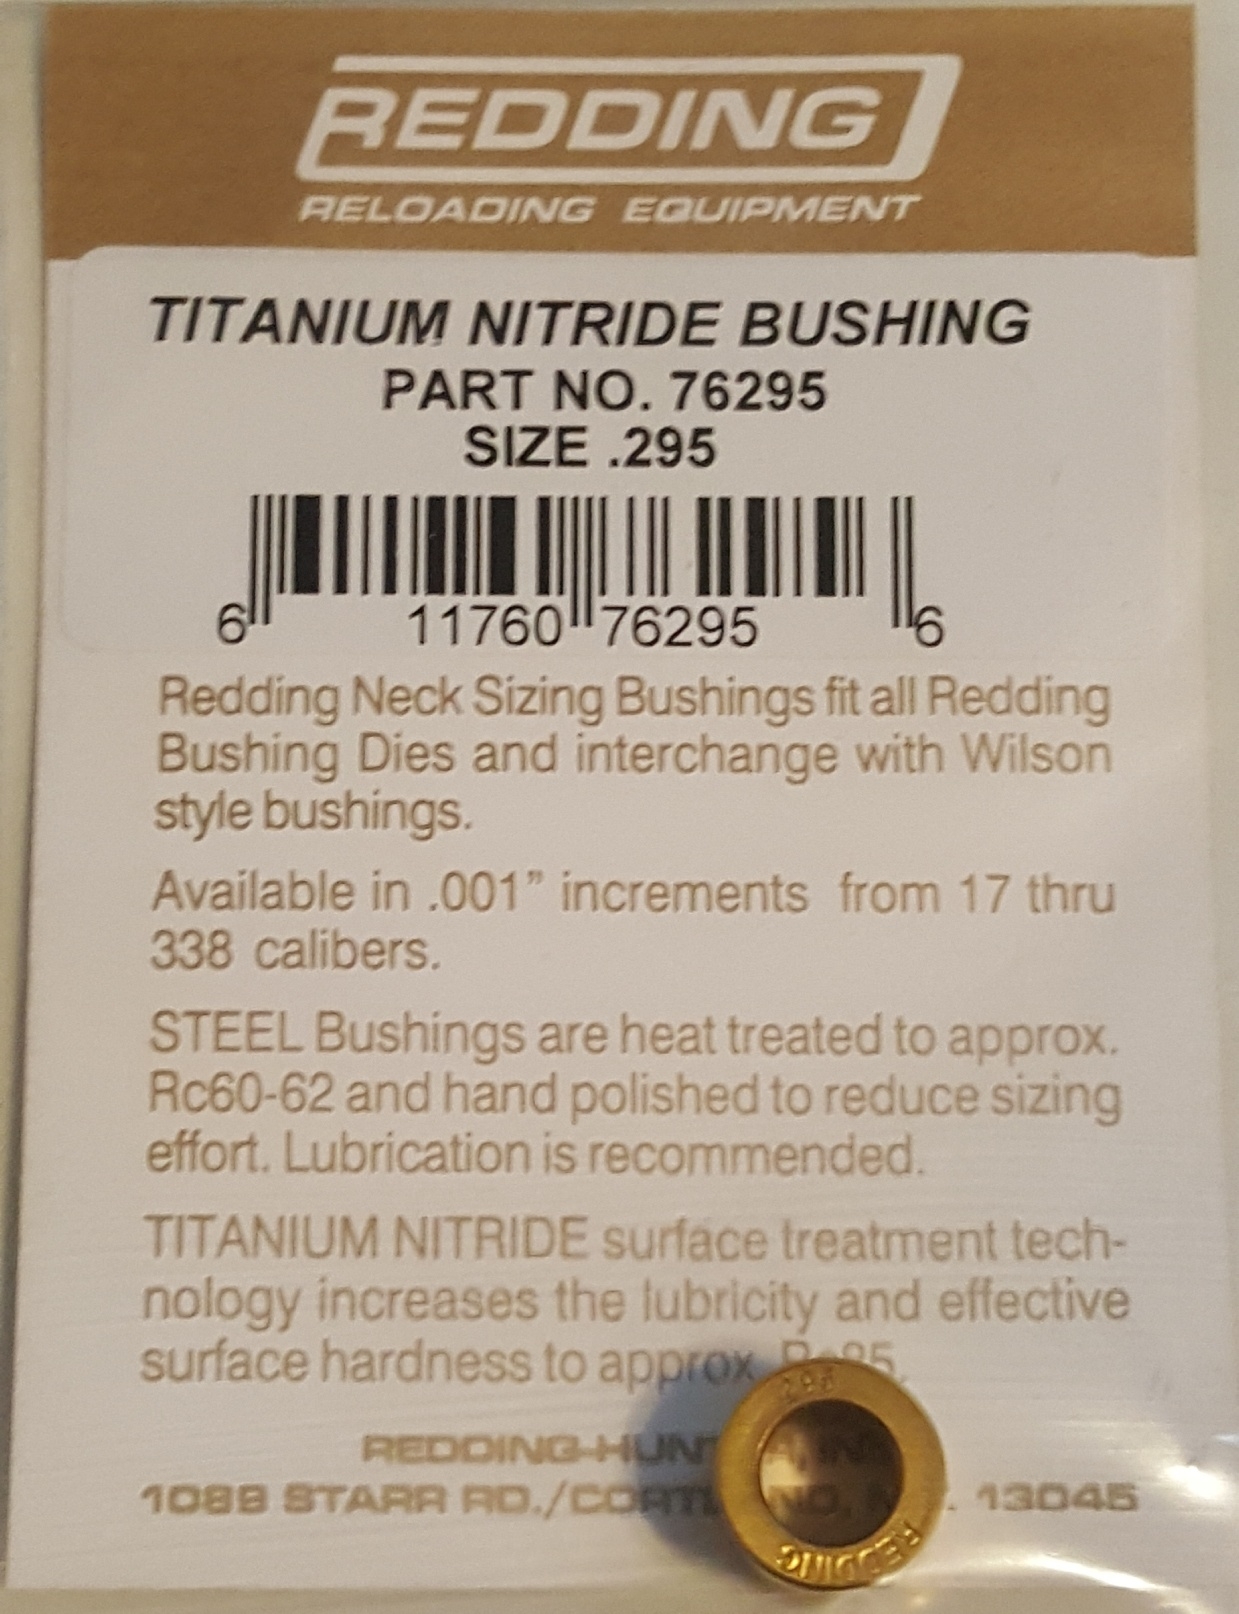 REDDING
RELOADING EQUIPMENT
TITANIUM NITRIDE BUSHING
PART NO. 76295
SIZE .295
6 11760 76295 6
Redding Neck Sizing Bushings fit all Redding
Bushing Dies and interchange with Wilson
style bushings.
Available in .001” increments from 17 thru
338 calibers.
STEEL Bushings are heat treated to approx.
Rc60-62 and hand polished to reduce sizing
effort. Lubrication is recommended.
TITANIUM NITRIDE surface treatment tech-
nology increases the lubricity and effective
surface hardness to approx
REDDING
STARR RD./ 13045
REDDING